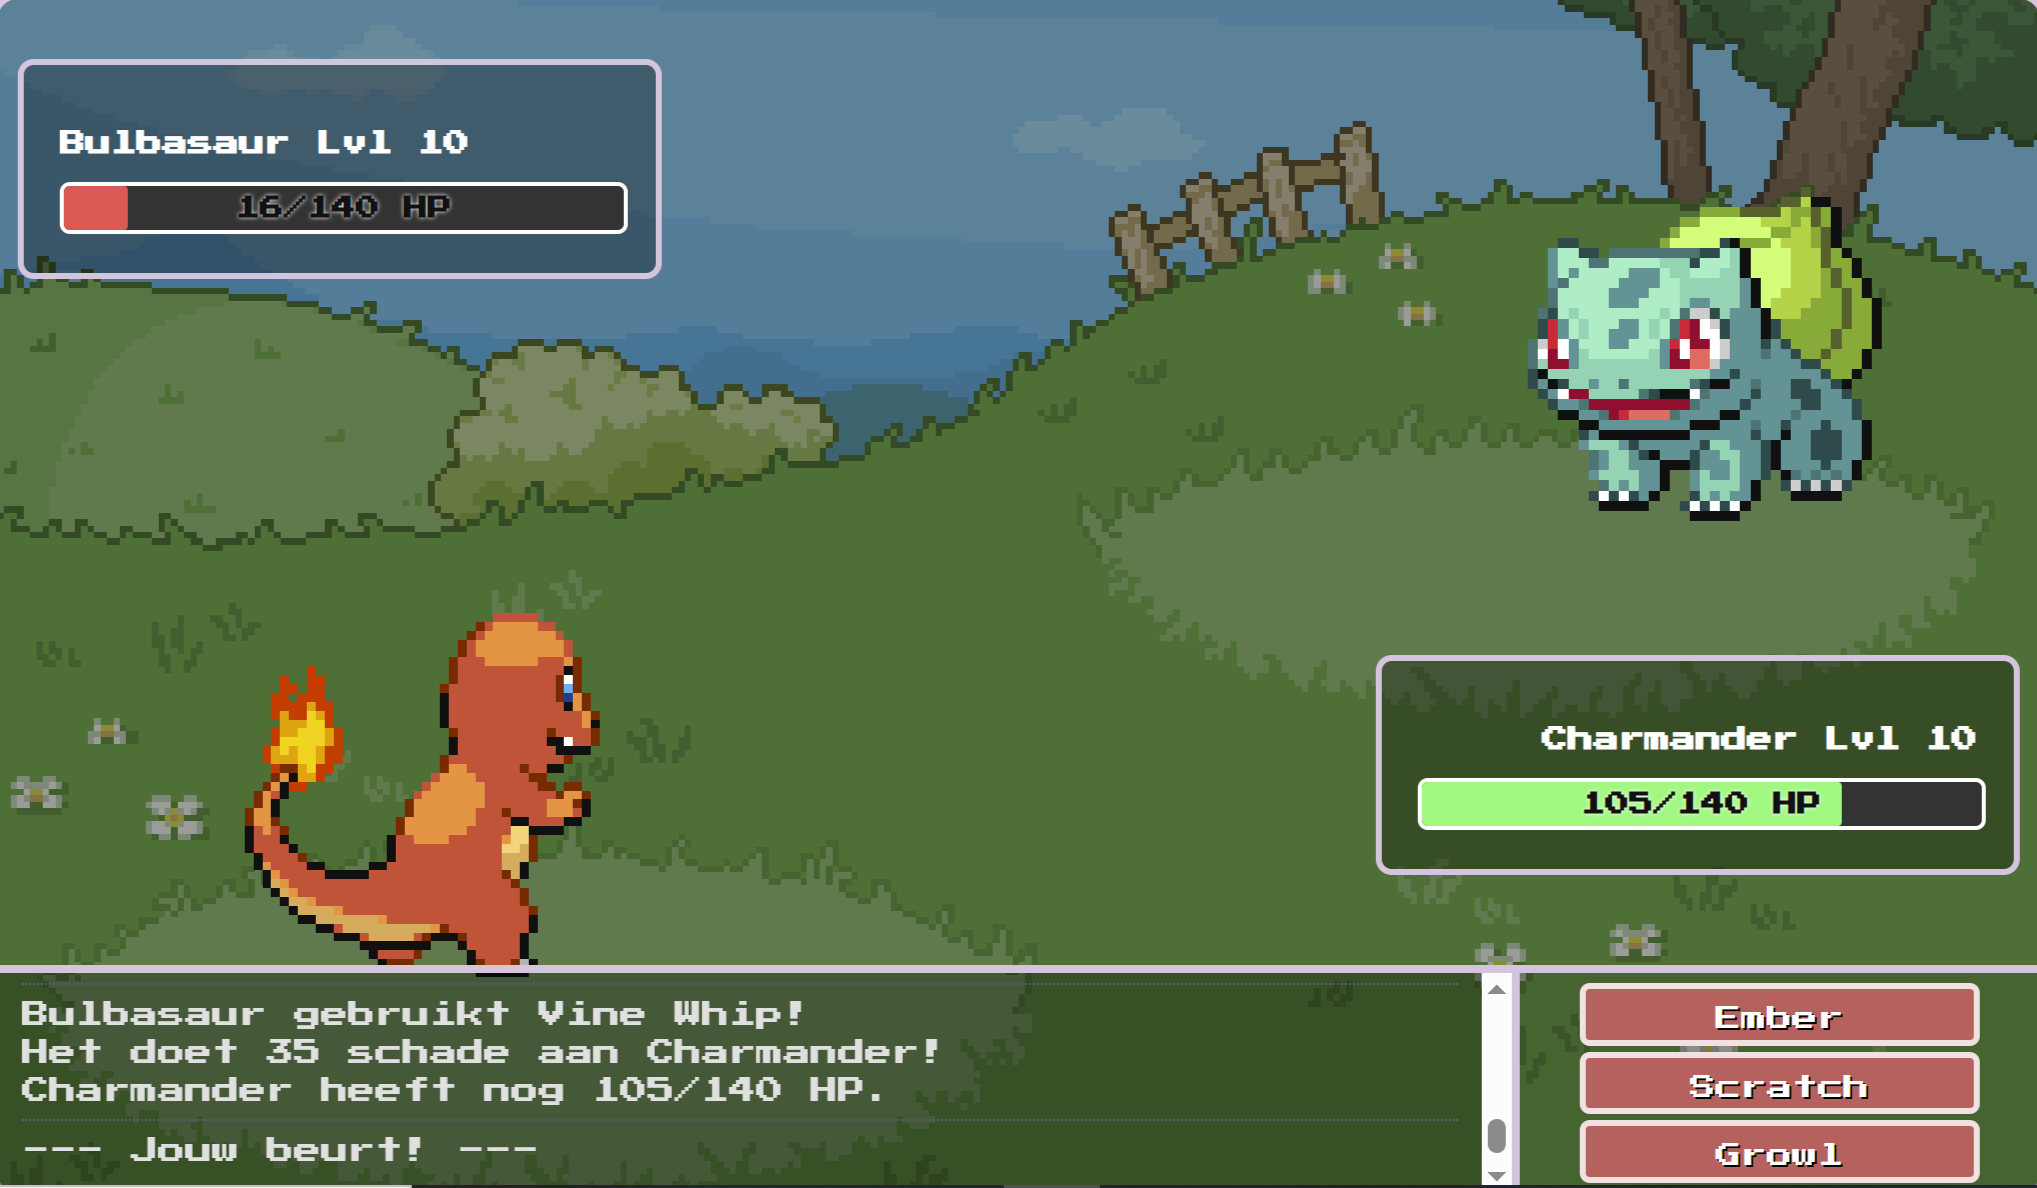 Bulbasaur Lvl 10
16/140 HP
Charmander Lvl 10
105/140 HP
Bulbasaur gebruikt Vine Whip!
Het doet 35 schade aan Charmander!
Charmander heeft nog 105/140 HP.
--- Jouw beurt! ---
Ember
Scratch
Growl